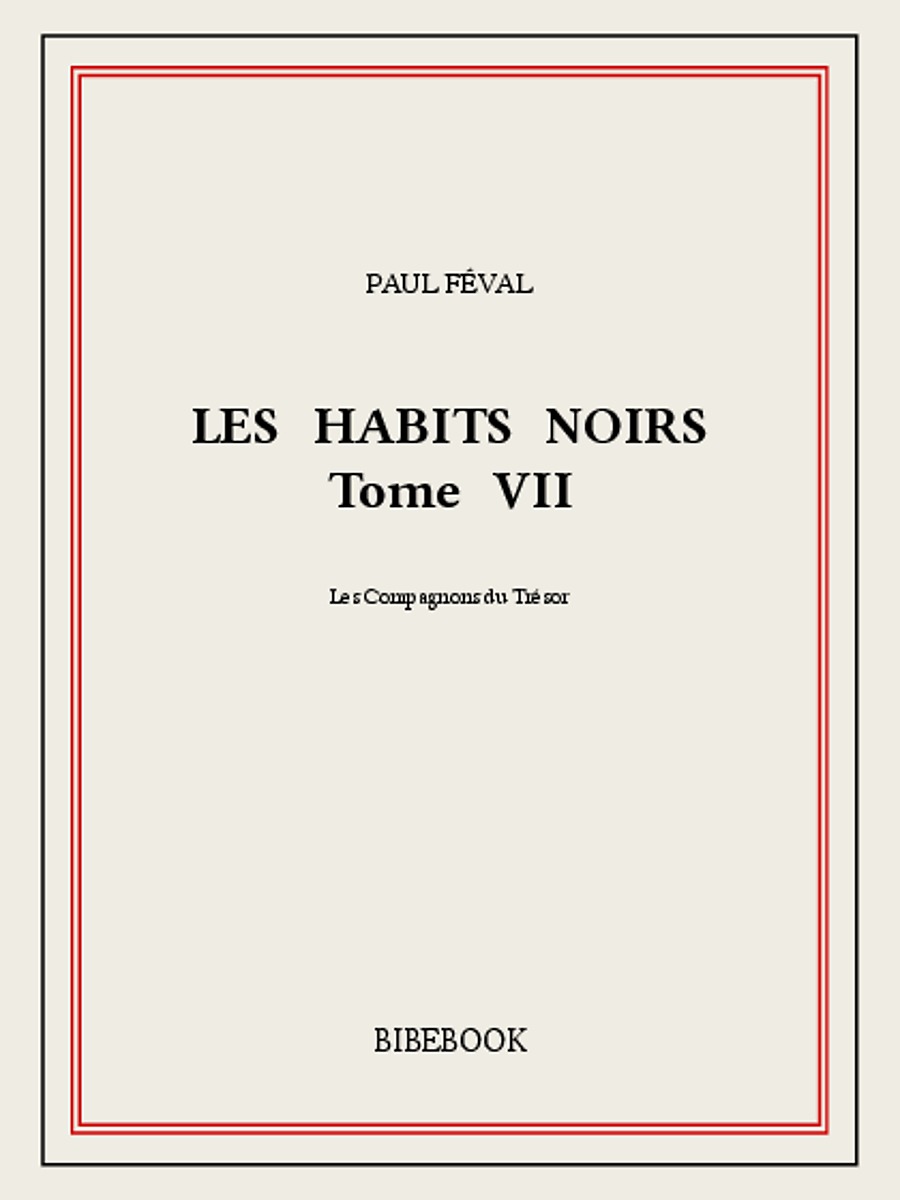 PAUL FÉVAL
LES HABITS NOIRS
Tome VII
Les Compagnons du Trésor
BIBEBOOK